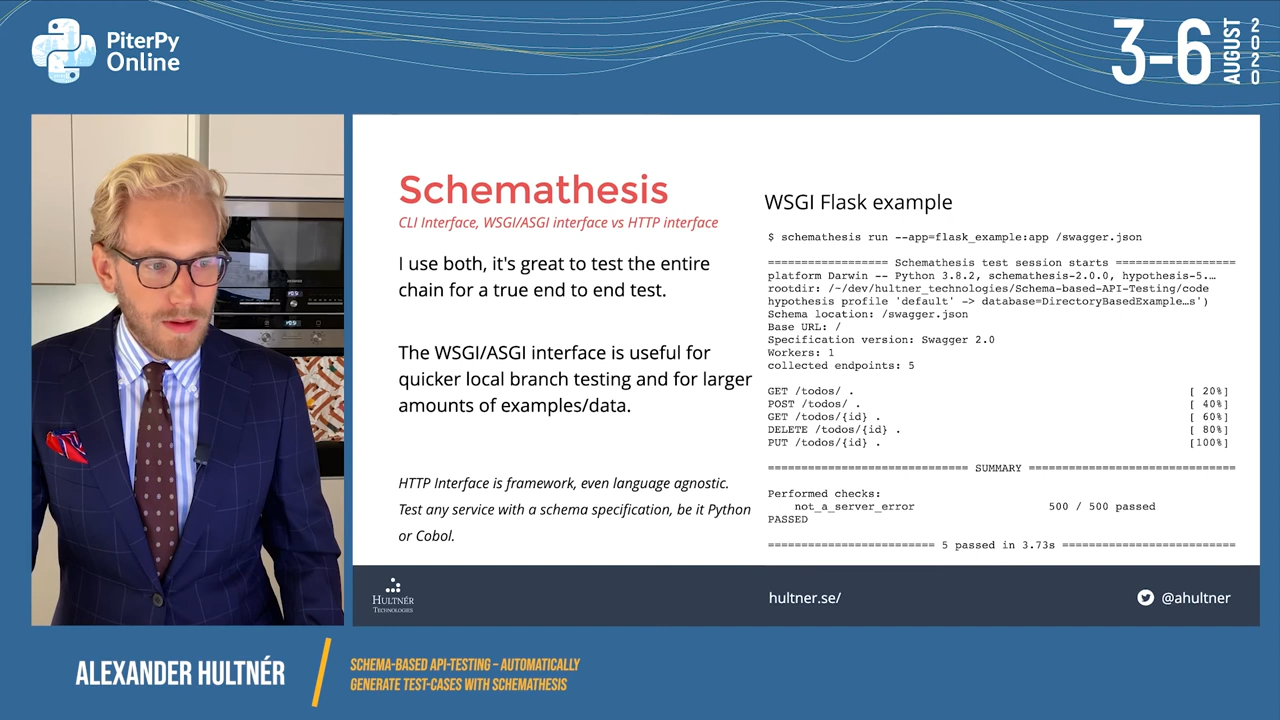 PiterPy
Online
3-6
AUGUST
2020
Schemathesis
CLI Interface, WSGI/ASGI interface vs HTTP interface
I use both, it's great to test the entire
chain for a true end to end test.
The WSGI/ASGI interface is useful for
quicker local branch testing and for larger
amounts of examples/data.
HTTP Interface is framework, even language agnostic.
Test any service with a schema specification, be it Python
or Cobol.
WSGI Flask example
$ schemathesis run --app=flask_example:app /swagger.json
================== Schemathesis test session starts ==================
platform Darwin -- Python 3.8.2, schemathesis-2.0.0, hypothesis-5.…
rootdir: /~/dev/hultner_technologies/Schema-based-API-Testing/code
hypothesis profile 'default' -> database=DirectoryBasedExample…s')
Schema location: /swagger.json
Base URL: /
Specification version: Swagger 2.0
Workers: 1
collected endpoints: 5
GET /todos/ . [ 20%]
POST /todos/ . [ 40%]
GET /todos/{id} . [ 60%]
DELETE /todos/{id} . [ 80%]
PUT /todos/{id} . [100%]
============================== SUMMARY ===============================
Performed checks:
not_a_server_error 500 / 500 passed
PASSED
========================= 5 passed in 3.73s ==========================
HULTNÉR
TECHNOLOGIES
hultner.se/
@ahultner
ALEXANDER HULTNÉR
SCHEMA-BASED API-TESTING – AUTOMATICALLY
GENERATE TEST-CASES WITH SCHEMATHESIS